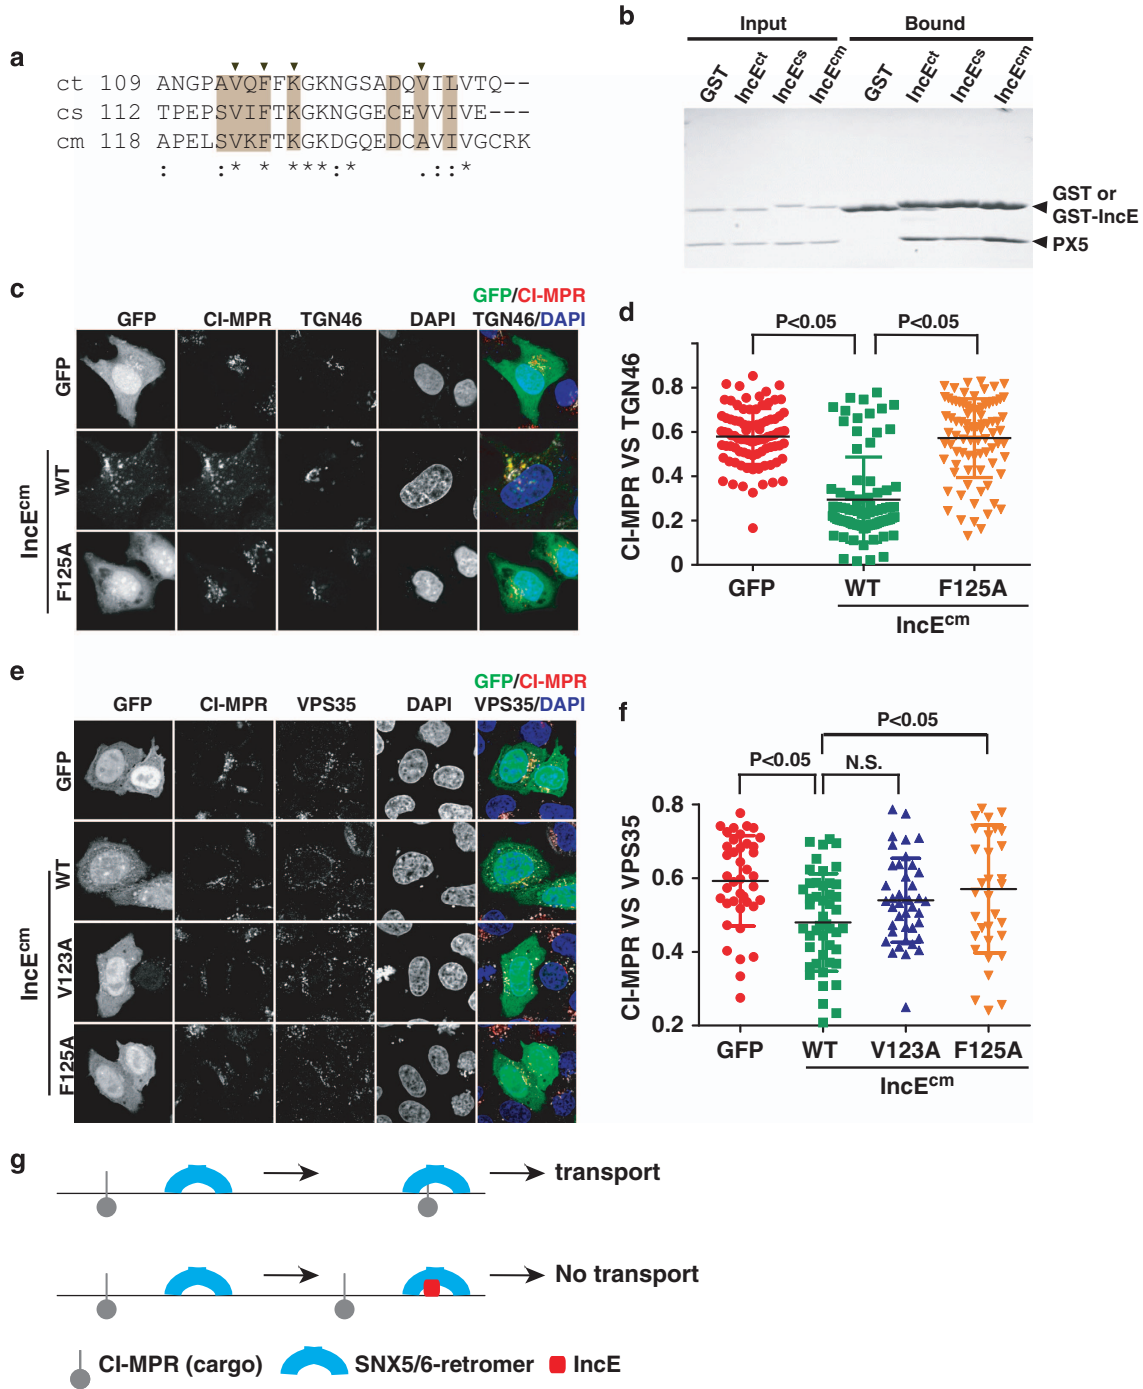 a
ct 109 ANGPAVQFFKGKNGSADQVILVTQ--
cs 112 TPEPSVIFTKGKNGGECEVVIVE---
cm 118 APELSVKFTKGKDGQEDCAVIVGCRK
: :* * ***:* .::*
b
Input Bound
GST IncEct IncEcs IncEcm GST IncEct IncEcs IncEcm
GST or
GST-IncE
PX5
c
GFP/CI-MPR
GFP CI-MPR TGN46 DAPI TGN46/DAPI
GFP
WT
F125A
IncEcm
d
P<0.05 P<0.05
CI-MPR VS TGN46
0.8
0.6
0.4
0.2
0
GFP WT F125A
IncEcm
e
GFP/CI-MPR
GFP CI-MPR VPS35 DAPI VPS35/DAPI
GFP
WT
V123A
F125A
IncEcm
f
P<0.05
P<0.05 N.S.
CI-MPR VS VPS35
0.8
0.6
0.4
0.2
GFP WT V123A F125A
IncEcm
g
transport
No transport
CI-MPR (cargo) SNX5/6-retromer IncE